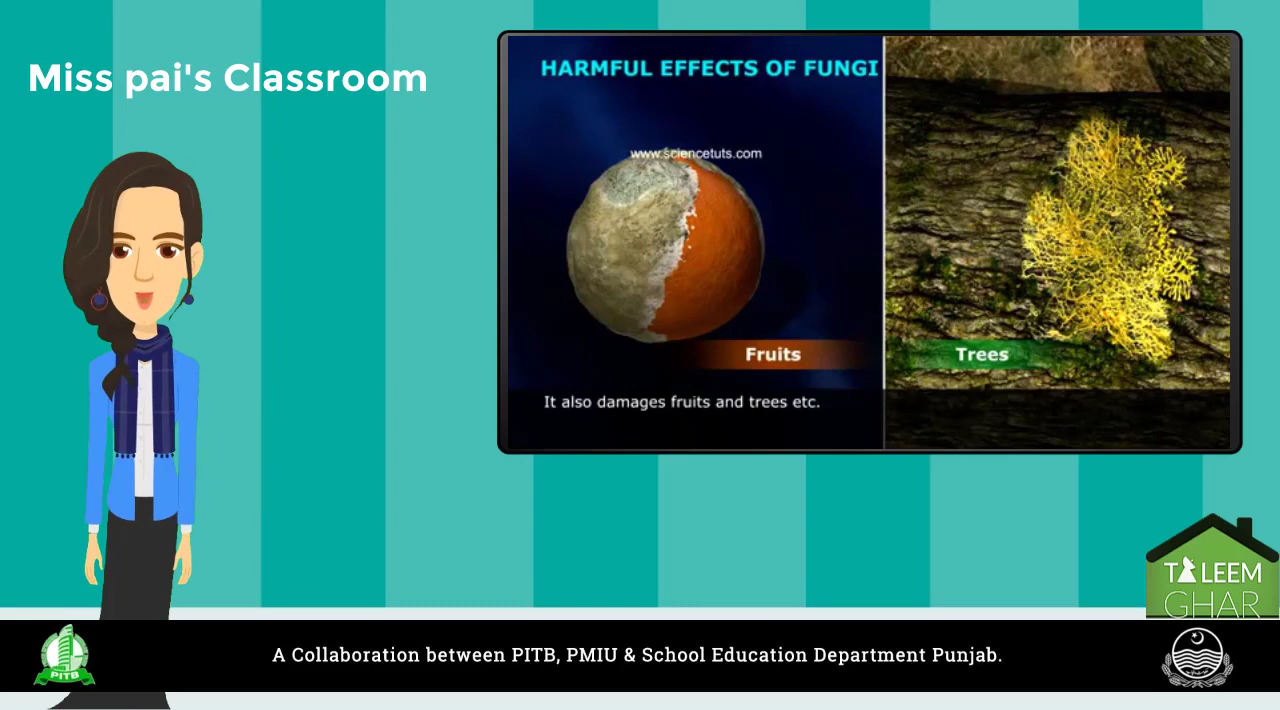 Miss pai's Classroom
HARMFUL EFFECTS OF FUNGI
www.sciencetuts.com
Fruits
Trees
It also damages fruits and trees etc.
TALEEM
GHAR
PITB
A Collaboration between PITB, PMIU & School Education Department Punjab.